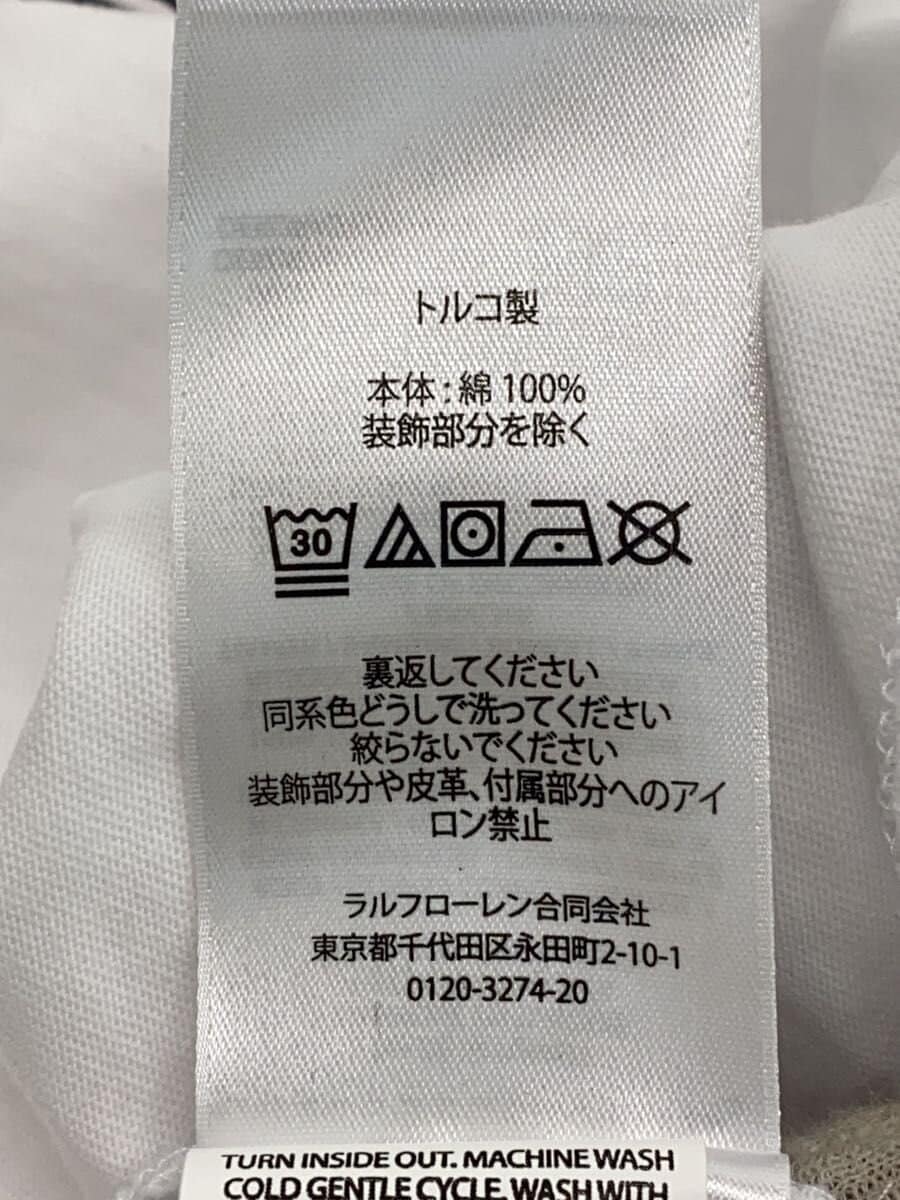 トルコ製
本体:綿 100%
装飾部分を除く
30
裏返してください
同系色どうしで洗ってください
絞らないでください
装飾部分や皮革、付属部分へのアイ
ロン禁止
ラルフローレン合同会社
東京都千代田区永田町2-10-1
0120-3274-20
TURN INSIDE OUT. MACHINE WASH
COLD GENTLE CYCLE. WASH WITH